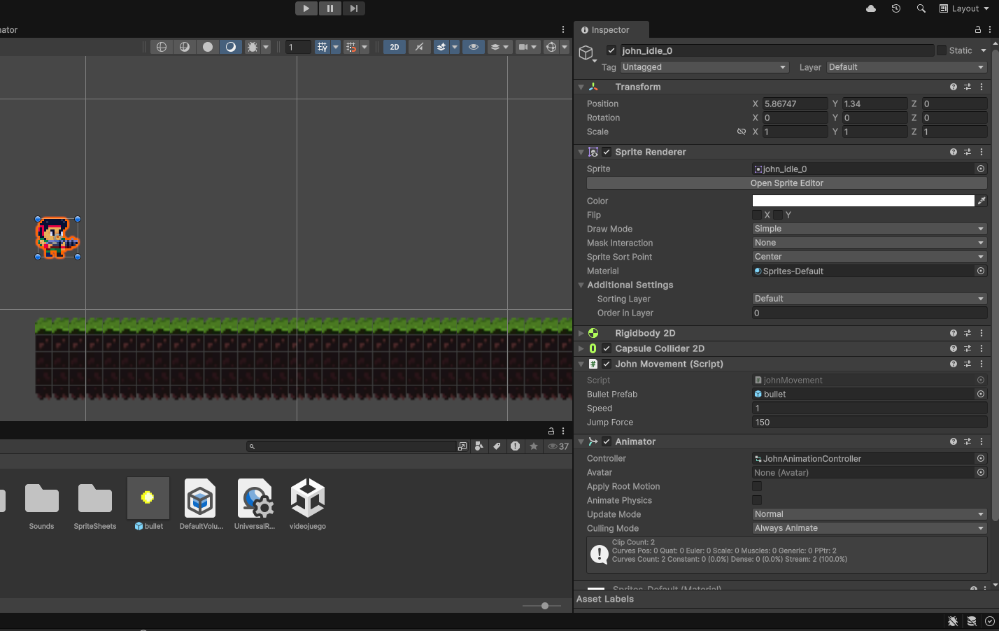 Layout
ator
Inspector
1
2D
john_idle_0
Static
Tag Untagged
Layer Default
Transform
Position X 5.86747 Y 1.34 Z 0
Rotation X 0 Y 0 Z 0
Scale X 1 Y 1 Z 1
Sprite Renderer
Sprite john_idle_0
Open Sprite Editor
Color
Flip X Y
Draw Mode Simple
Mask Interaction None
Sprite Sort Point Center
Material Sprites-Default
Additional Settings
Sorting Layer Default
Order in Layer 0
Rigidbody 2D
Capsule Collider 2D
John Movement (Script)
Script johnMovement
Bullet Prefab bullet
Speed 1
Jump Force 150
Animator
Controller JohnAnimationController
Avatar None (Avatar)
Apply Root Motion
Animate Physics
Update Mode Normal
Culling Mode Always Animate
Clip Count: 2
Curves Pos: 0 Quat: 0 Euler: 0 Scale: 0 Muscles: 0 Generic: 0 PPtr: 2
Curves Count: 2 Constant: 0 (0.0%) Dense: 0 (0.0%) Stream: 2 (100.0%)
Sprites-Default (Material)
Asset Labels
37
Sounds
SpriteSheets
bullet
DefaultVolu...
UniversalR...
videojuego